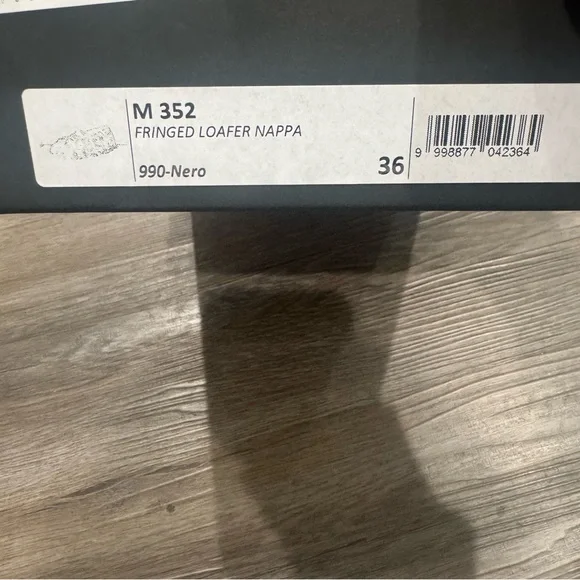 M 352
FRINGED LOAFER NAPPA
990-Nero
36
9 998877 042364